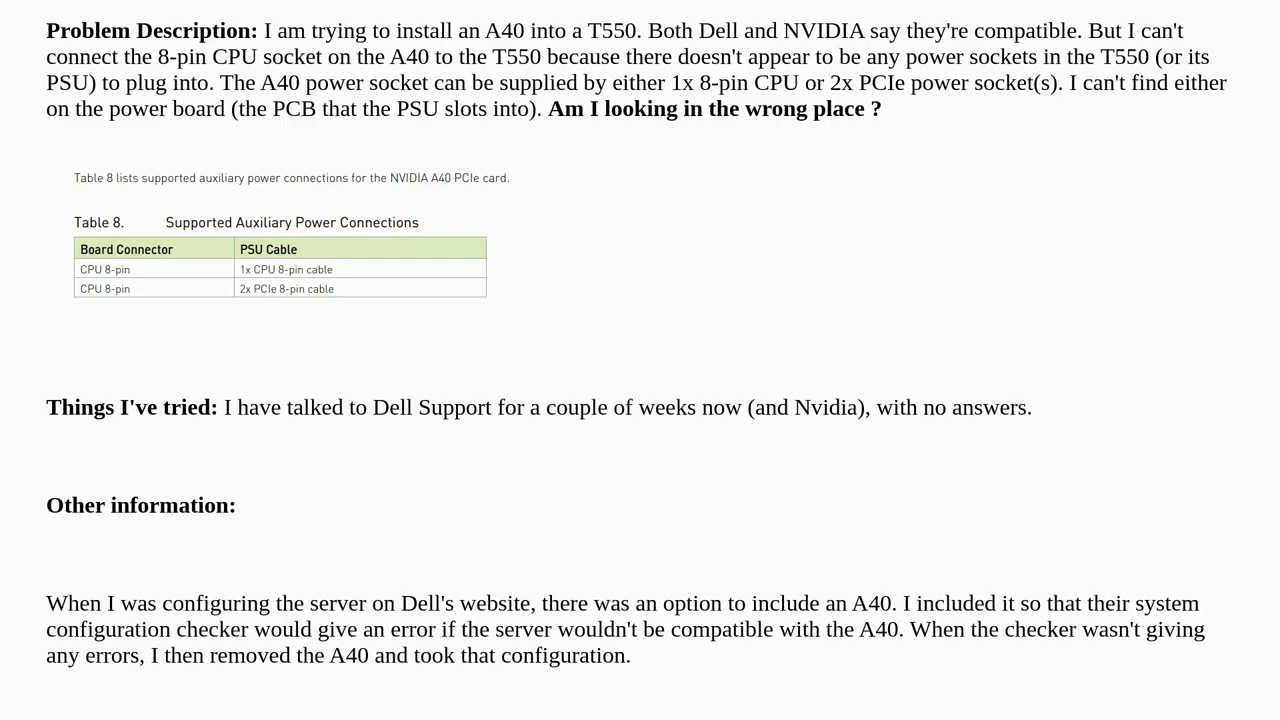 Problem Description: I am trying to install an A40 into a T550. Both Dell and NVIDIA say they're compatible. But I can't
connect the 8-pin CPU socket on the A40 to the T550 because there doesn't appear to be any power sockets in the T550 (or its
PSU) to plug into. The A40 power socket can be supplied by either 1x 8-pin CPU or 2x PCIe power socket(s). I can't find either
on the power board (the PCB that the PSU slots into). Am I looking in the wrong place ?
Table 8 lists supported auxiliary power connections for the NVIDIA A40 PCIe card.
Table 8. Supported Auxiliary Power Connections
Board Connector PSU Cable
CPU 8-pin 1x CPU 8-pin cable
CPU 8-pin 2x PCIe 8-pin cable
Things I've tried: I have talked to Dell Support for a couple of weeks now (and Nvidia), with no answers.
Other information:
When I was configuring the server on Dell's website, there was an option to include an A40. I included it so that their system
configuration checker would give an error if the server wouldn't be compatible with the A40. When the checker wasn't giving
any errors, I then removed the A40 and took that configuration.